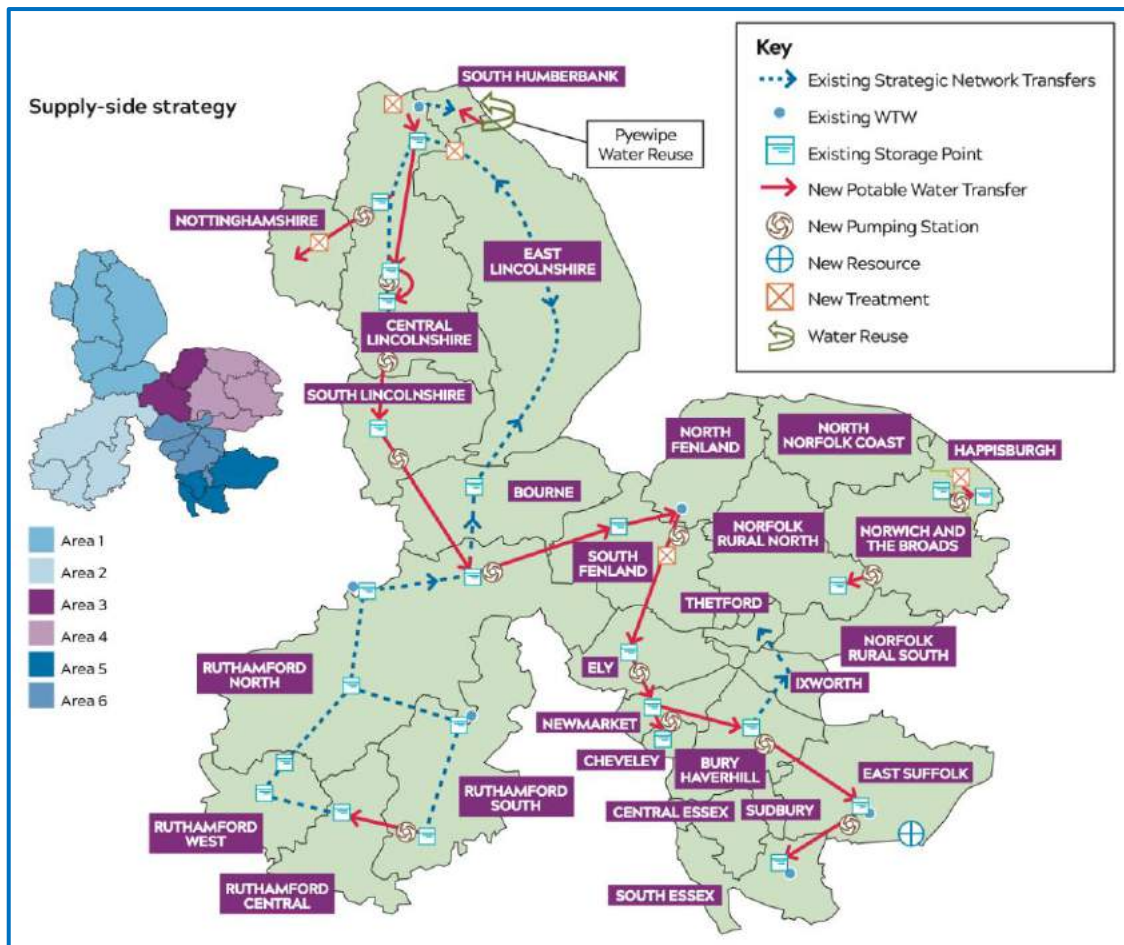 Supply-side strategy
Key
Existing Strategic Network Transfers
Existing WTW
Existing Storage Point
New Potable Water Transfer
New Pumping Station
New Resource
New Treatment
Water Reuse
SOUTH HUMBERBANK
Pyewipe
Water Reuse
NOTTINGHAMSHIRE
EAST
LINCOLNSHIRE
CENTRAL
LINCOLNSHIRE
SOUTH LINCOLNSHIRE
BOURNE
NORTH
FENLAND
NORTH
NORFOLK COAST
HAPPISBURGH
NORFOLK
RURAL NORTH
NORWICH AND
THE BROADS
SOUTH
FENLAND
THETFORD
NORFOLK
RURAL SOUTH
ELY
IXWORTH
RUTHAMFORD
NORTH
NEWMARKET
CHEVELEY
BURY
HAVERHILL
EAST SUFFOLK
RUTHAMFORD
SOUTH
CENTRAL ESSEX
SUDBURY
RUTHAMFORD
WEST
RUTHAMFORD
CENTRAL
SOUTH ESSEX
Area 1
Area 2
Area 3
Area 4
Area 5
Area 6